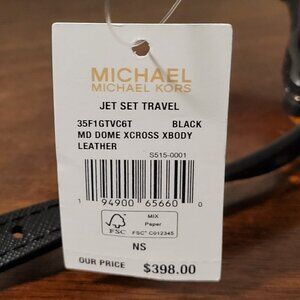 MICHAEL
MICHAEL KORS
JET SET TRAVEL
35F1GTVC6T BLACK
MD DOME XCROSS XBODY
LEATHER
S515-0001
1 94900 65660 0
FSC
MIX
Paper
FSC® C012345
NS
OUR PRICE $398.00